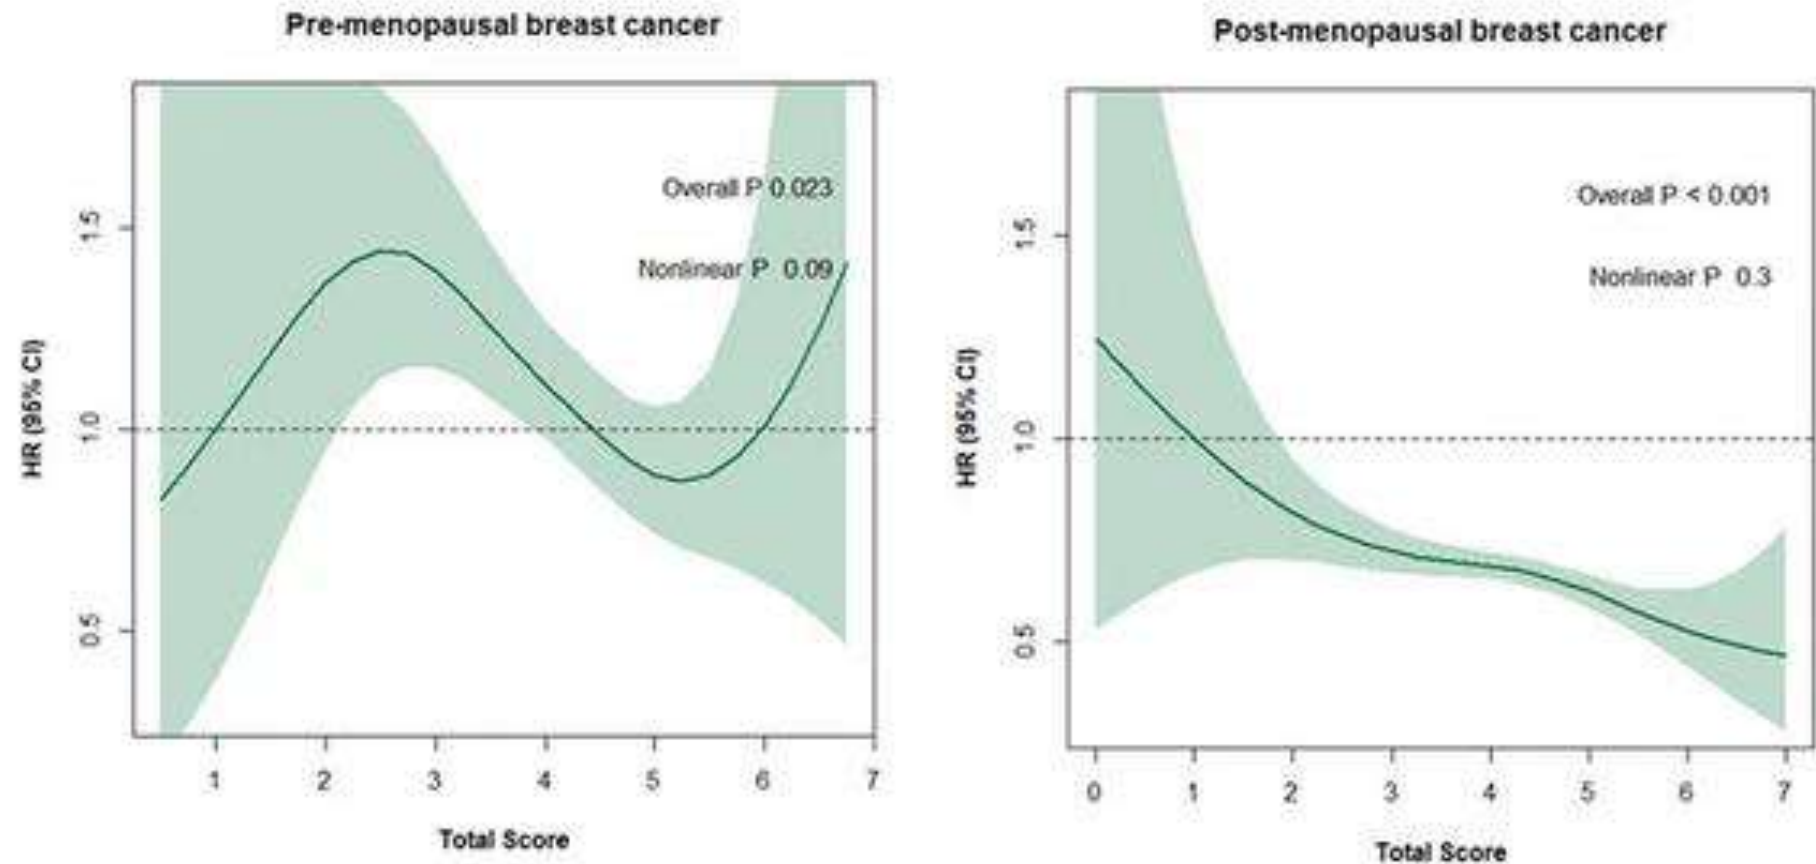 Pre-menopausal breast cancer
HR (95% CI)
1.5
1.0
0.5
Overall P 0.023
Nonlinear P 0.09
1 2 3 4 5 6 7
Total Score
Post-menopausal breast cancer
HR (95% CI)
1.5
1.0
0.5
Overall P < 0.001
Nonlinear P 0.3
0 1 2 3 4 5 6 7
Total Score